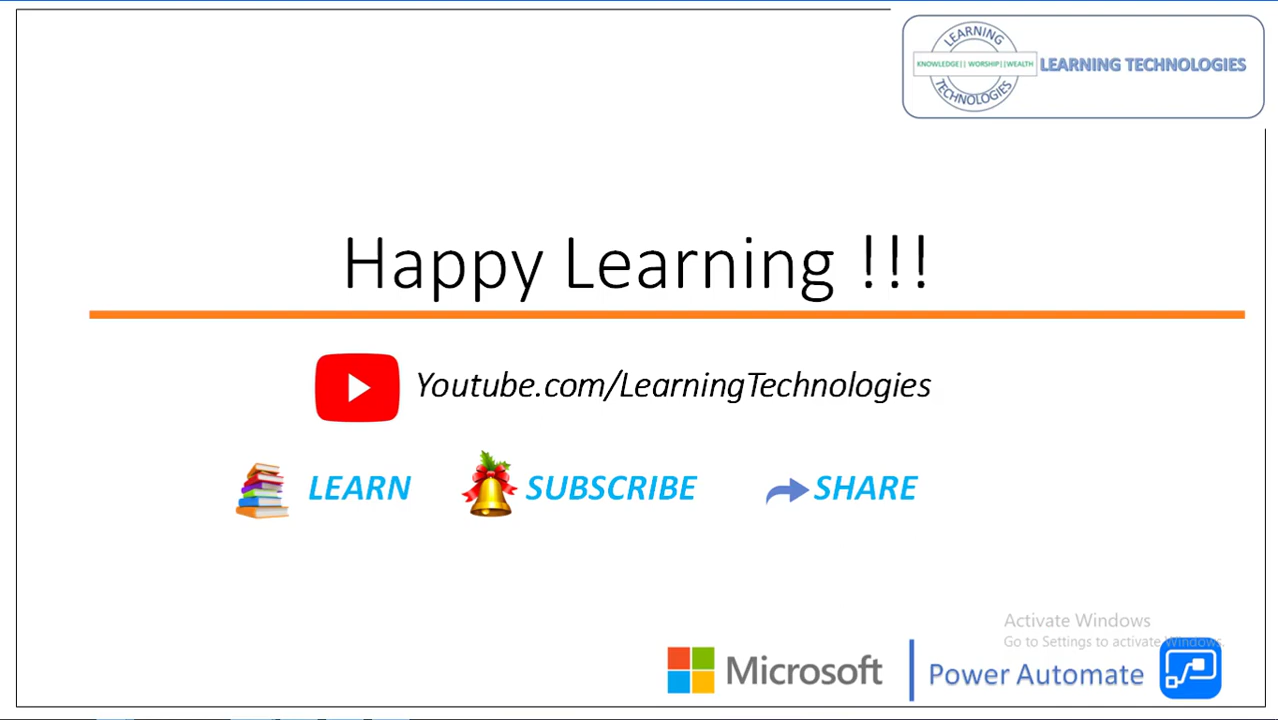 LEARNING
KNOWLEDGE|| WORSHIP||WEALTH
TECHNOLOGIES
LEARNING TECHNOLOGIES
Happy Learning !!!
Youtube.com/LearningTechnologies
LEARN SUBSCRIBE SHARE
Activate Windows
Go to Settings to activate Windows.
Microsoft Power Automate